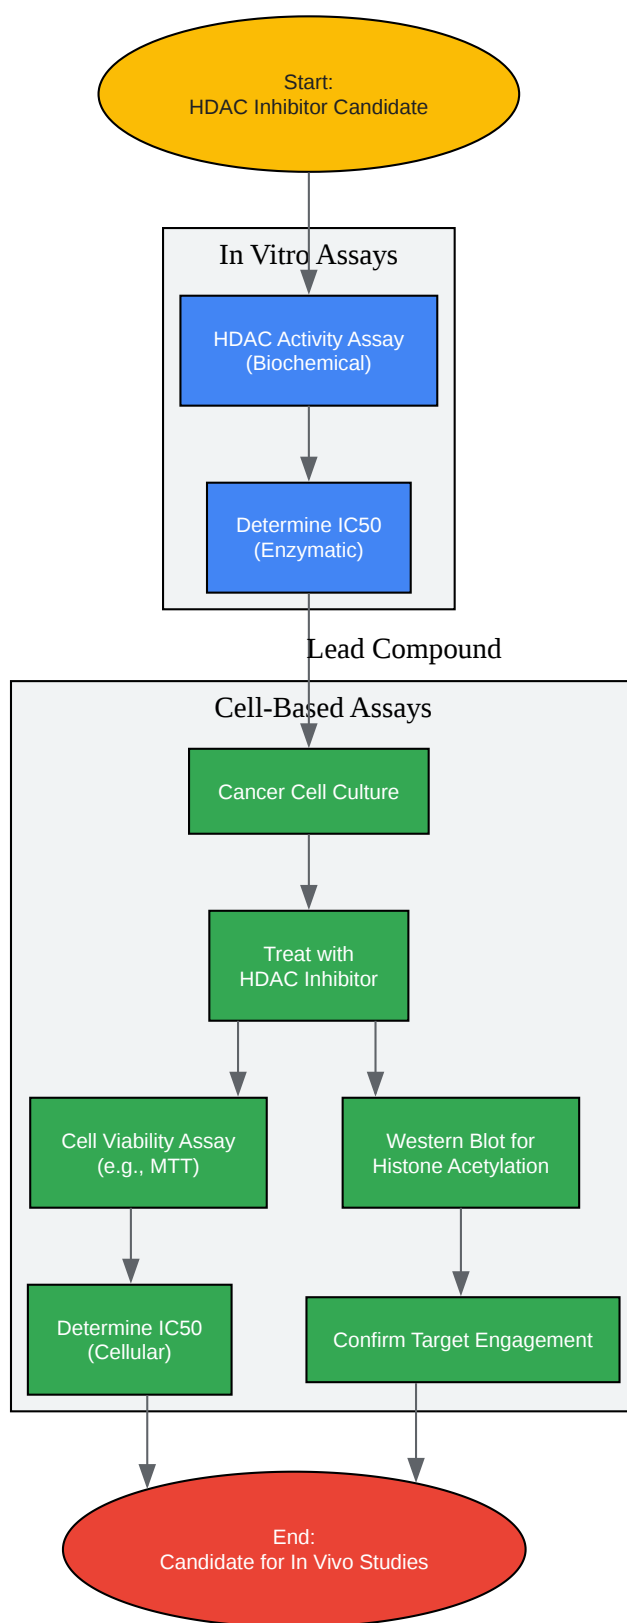 Start:
HDAC Inhibitor Candidate
In Vitro Assays
HDAC Activity Assay
(Biochemical)
Determine IC50
(Enzymatic)
Lead Compound
Cell-Based Assays
Cancer Cell Culture
Treat with
HDAC Inhibitor
Cell Viability Assay
(e.g., MTT)
Western Blot for
Histone Acetylation
Determine IC50
(Cellular)
Confirm Target Engagement
End:
Candidate for In Vivo Studies